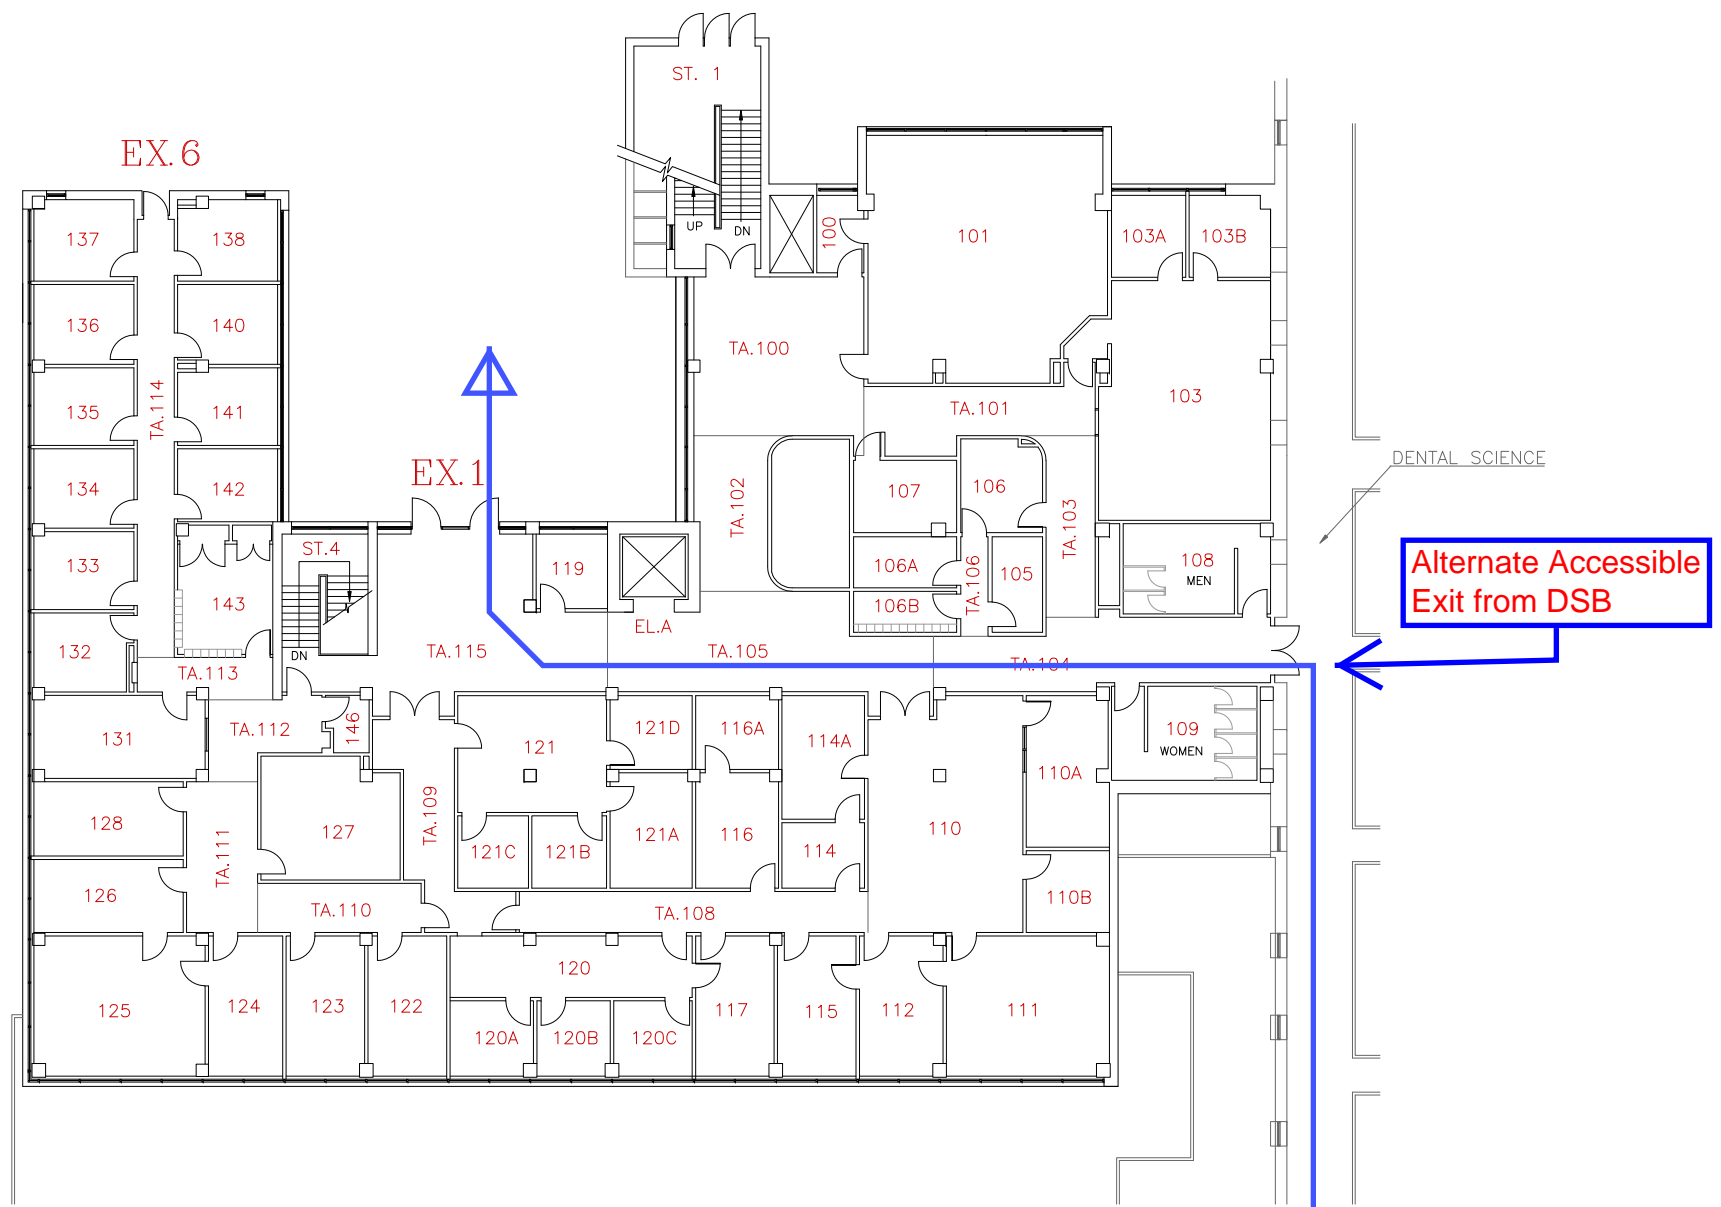 ST. 1
EX.6
UP
DN
100
101
103A
103B
137
138
136
140
TA.100
135
TA.114
141
TA.101
103
EX.1
DENTAL SCIENCE
134
142
TA.102
107
106
TA.103
ST.4
133
119
106A
TA.106
105
108
MEN
Alternate Accessible
Exit from DSB
143
106B
EL.A
132
TA.113
DN
TA.115
TA.105
TA.104
131
TA.112
146
121
121D
116A
114A
109
WOMEN
110A
128
127
TA.109
121C
121B
121A
116
114
110
TA.111
126
TA.110
TA.108
110B
125
124
123
122
120
120A
120B
120C
117
115
112
111